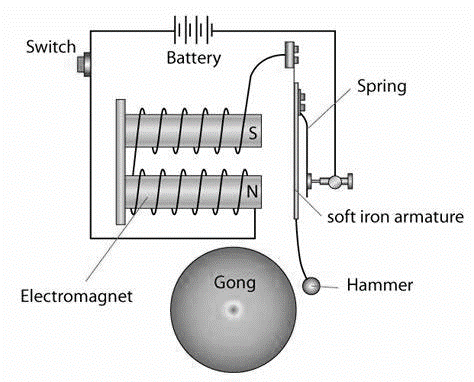 Switch
Battery
Spring
S
N
soft iron armature
Gong
Hammer
Electromagnet